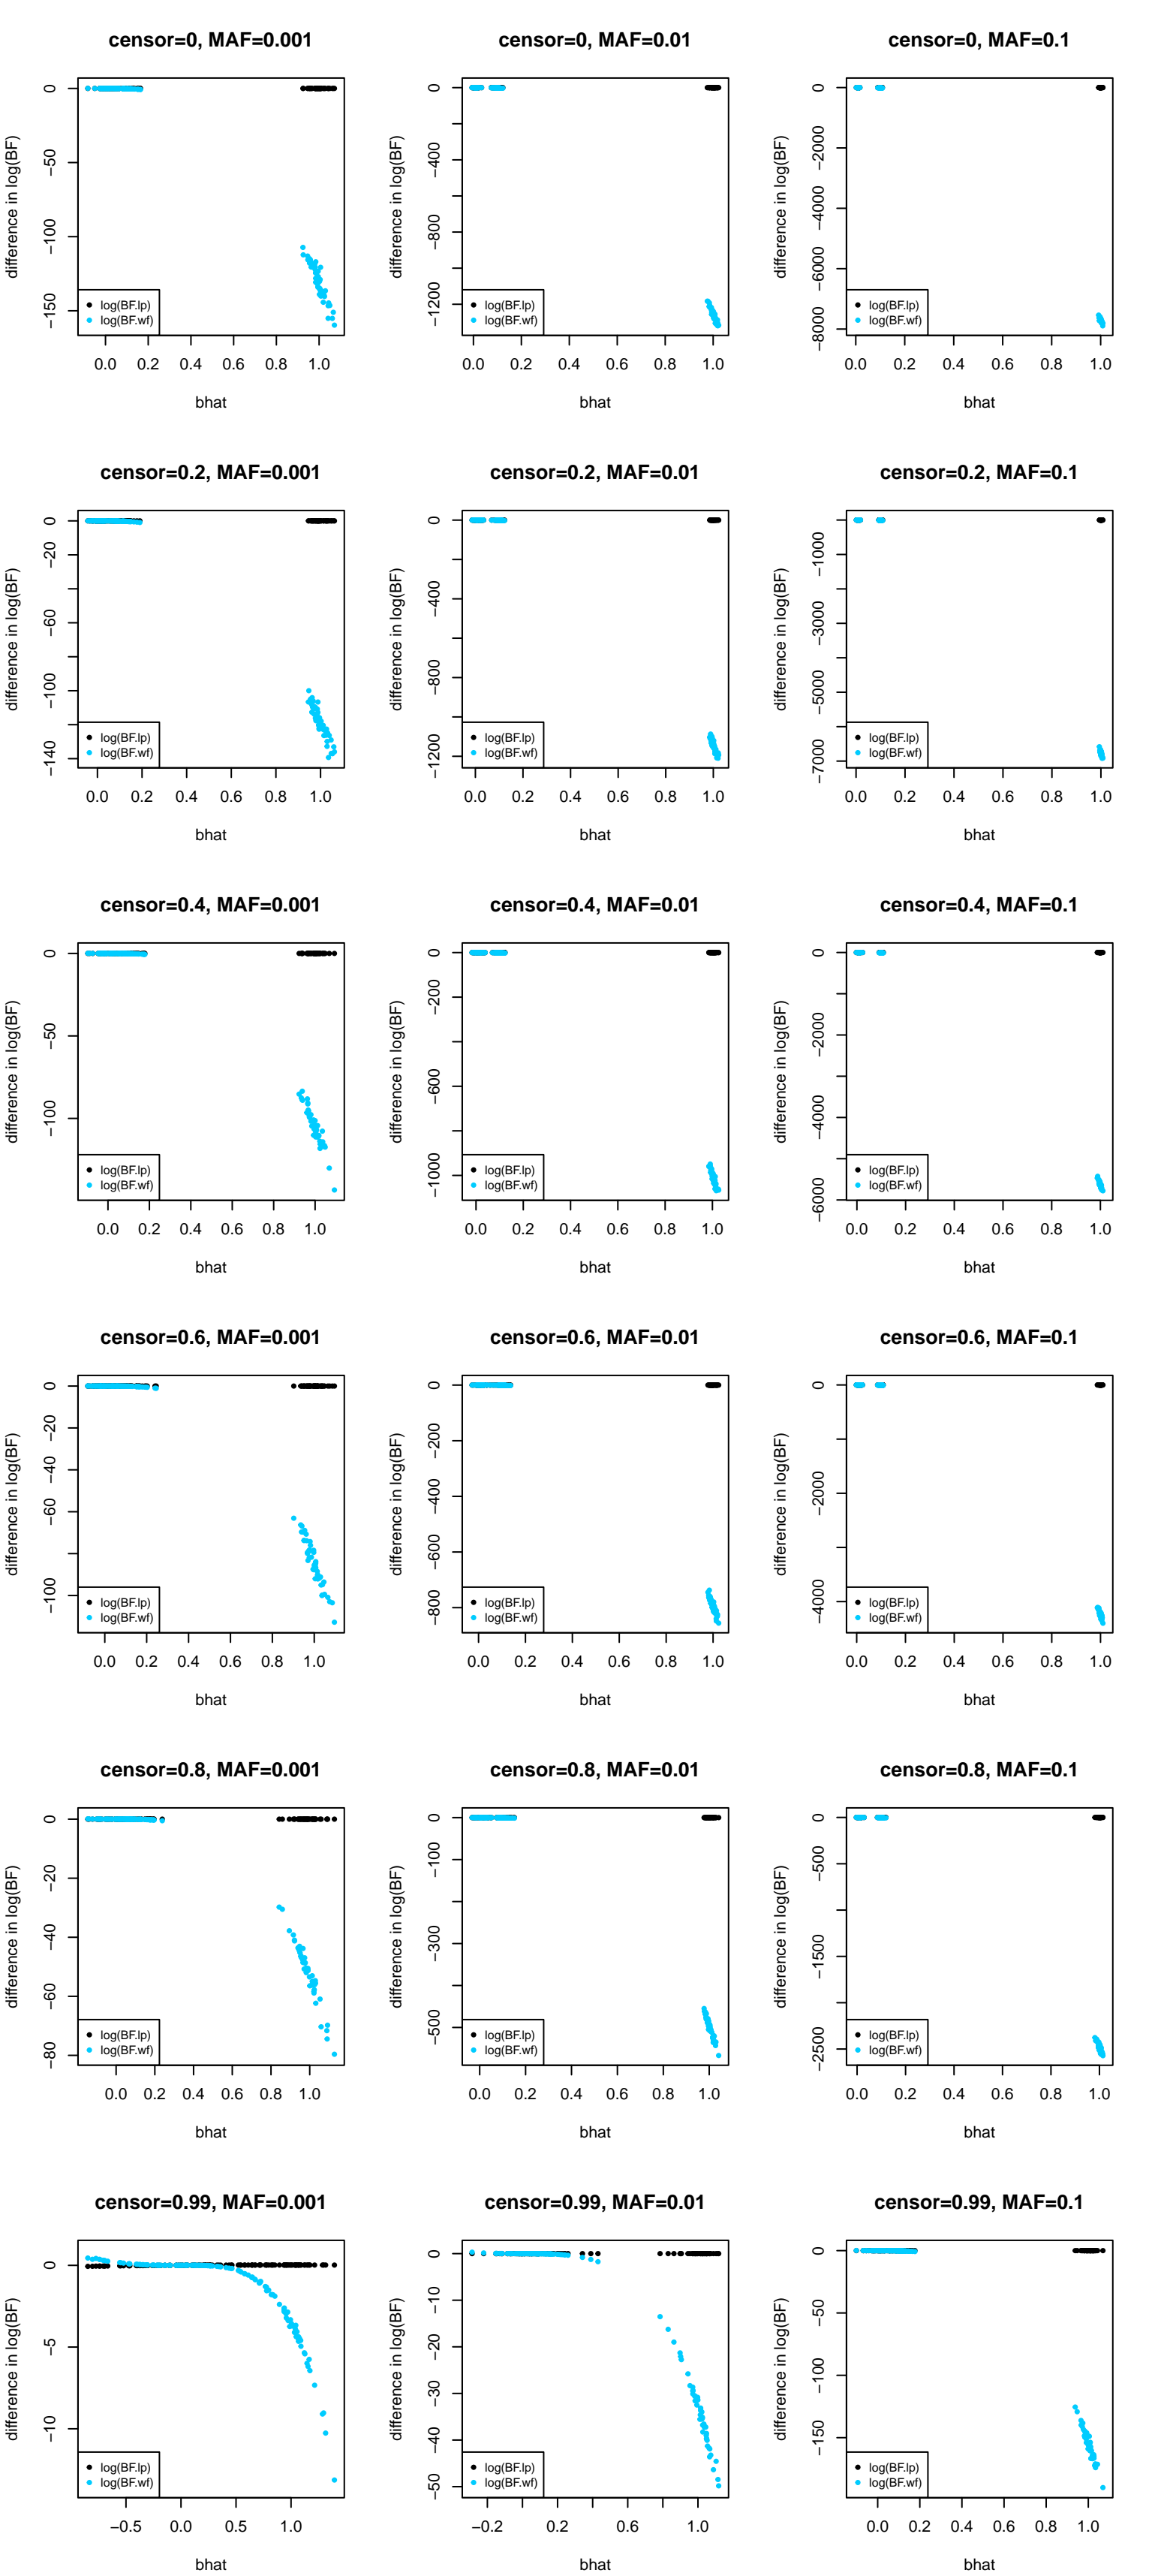 censor=0, MAF=0.001
difference in log(BF)
0
−50
−100
−150
log(BF.lp)
log(BF.wf)
0.0 0.2 0.4 0.6 0.8 1.0
bhat
censor=0, MAF=0.01
difference in log(BF)
0
−400
−800
−1200
log(BF.lp)
log(BF.wf)
0.0 0.2 0.4 0.6 0.8 1.0
bhat
censor=0, MAF=0.1
difference in log(BF)
0
−2000
−4000
−6000
−8000
log(BF.lp)
log(BF.wf)
0.0 0.2 0.4 0.6 0.8 1.0
bhat
censor=0.2, MAF=0.001
difference in log(BF)
0
−20
−60
−100
−140
log(BF.lp)
log(BF.wf)
0.0 0.2 0.4 0.6 0.8 1.0
bhat
censor=0.2, MAF=0.01
difference in log(BF)
0
−400
−800
−1200
log(BF.lp)
log(BF.wf)
0.0 0.2 0.4 0.6 0.8 1.0
bhat
censor=0.2, MAF=0.1
difference in log(BF)
0
−1000
−3000
−5000
−7000
log(BF.lp)
log(BF.wf)
0.0 0.2 0.4 0.6 0.8 1.0
bhat
censor=0.4, MAF=0.001
difference in log(BF)
0
−50
−100
log(BF.lp)
log(BF.wf)
0.0 0.2 0.4 0.6 0.8 1.0
bhat
censor=0.4, MAF=0.01
difference in log(BF)
0
−200
−600
−1000
log(BF.lp)
log(BF.wf)
0.0 0.2 0.4 0.6 0.8 1.0
bhat
censor=0.4, MAF=0.1
difference in log(BF)
0
−2000
−4000
−6000
log(BF.lp)
log(BF.wf)
0.0 0.2 0.4 0.6 0.8 1.0
bhat
censor=0.6, MAF=0.001
difference in log(BF)
0
−20
−40
−60
−100
log(BF.lp)
log(BF.wf)
0.0 0.2 0.4 0.6 0.8 1.0
bhat
censor=0.6, MAF=0.01
difference in log(BF)
0
−200
−400
−600
−800
log(BF.lp)
log(BF.wf)
0.0 0.2 0.4 0.6 0.8 1.0
bhat
censor=0.6, MAF=0.1
difference in log(BF)
0
−2000
−4000
log(BF.lp)
log(BF.wf)
0.0 0.2 0.4 0.6 0.8 1.0
bhat
censor=0.8, MAF=0.001
difference in log(BF)
0
−20
−40
−60
−80
log(BF.lp)
log(BF.wf)
0.0 0.2 0.4 0.6 0.8 1.0
bhat
censor=0.8, MAF=0.01
difference in log(BF)
0
−100
−300
−500
log(BF.lp)
log(BF.wf)
0.0 0.2 0.4 0.6 0.8 1.0
bhat
censor=0.8, MAF=0.1
difference in log(BF)
0
−500
−1500
−2500
log(BF.lp)
log(BF.wf)
0.0 0.2 0.4 0.6 0.8 1.0
bhat
censor=0.99, MAF=0.001
difference in log(BF)
0
−5
−10
log(BF.lp)
log(BF.wf)
−0.5 0.0 0.5 1.0
bhat
censor=0.99, MAF=0.01
difference in log(BF)
0
−10
−20
−30
−40
−50
log(BF.lp)
log(BF.wf)
−0.2 0.2 0.6 1.0
bhat
censor=0.99, MAF=0.1
difference in log(BF)
0
−50
−100
−150
log(BF.lp)
log(BF.wf)
0.0 0.2 0.4 0.6 0.8 1.0
bhat